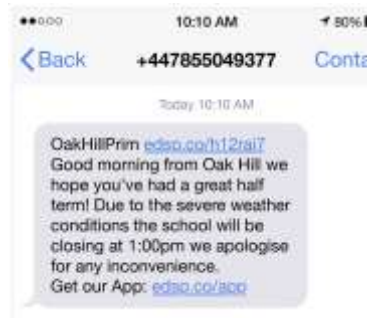 10:10 AM
80%
Back
+447855049377
Conta
Today 10:10 AM
OakHillPrim edsp.co/h12rai7
Good morning from Oak Hill we
hope you've had a great half
term! Due to the severe weather
conditions the school will be
closing at 1:00pm we apologise
for any inconvenience.
Get our App: edsp.co/app